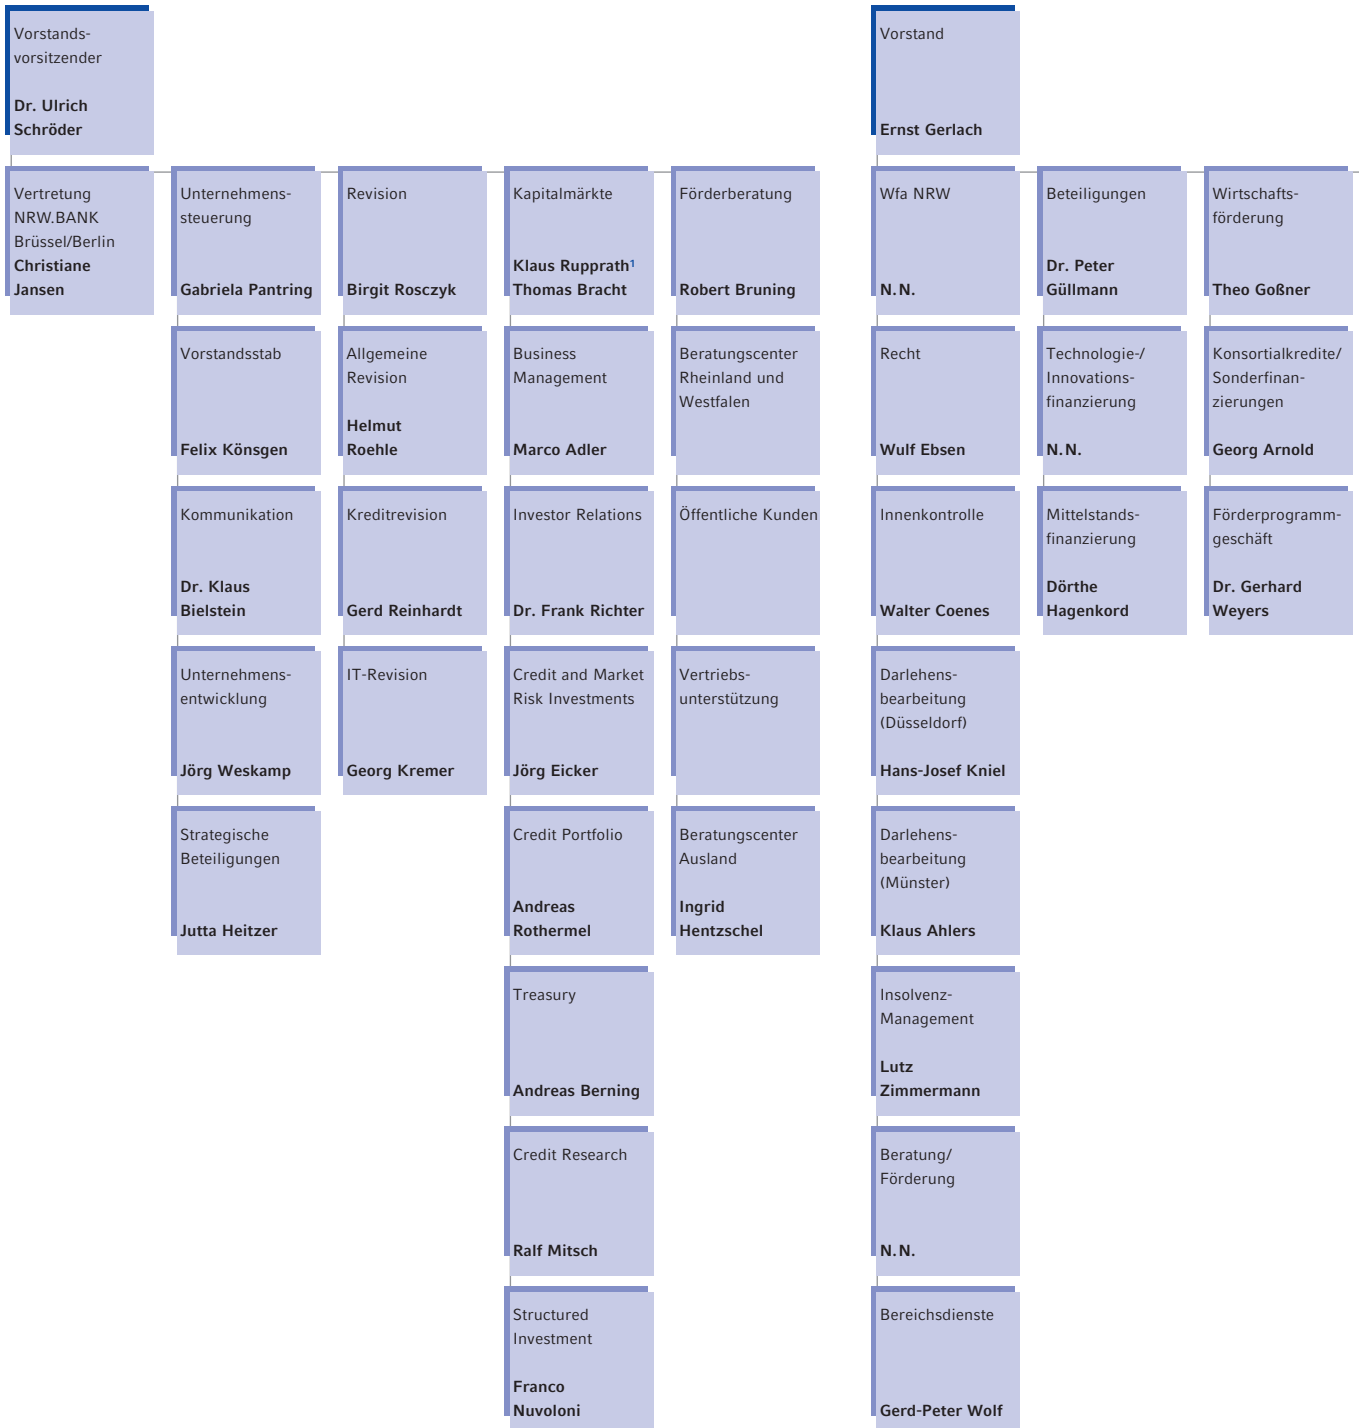 Vorstands-
vorsitzender
Dr. Ulrich
Schröder
Vorstand
Ernst Gerlach
Vertretung
NRW.BANK
Brüssel/Berlin
Christiane
Jansen
Unternehmens-
steuerung
Gabriela Pantring
Revision
Birgit Rosczyk
Kapitalmärkte
Klaus Rupprath¹
Thomas Bracht
Förderberatung
Robert Bruning
Wfa NRW
N.N.
Beteiligungen
Dr. Peter
Güllmann
Wirtschafts-
förderung
Theo Goßner
Vorstandsstab
Felix Könsgen
Allgemeine
Revision
Helmut
Roehle
Business
Management
Marco Adler
Beratungscenter
Rheinland und
Westfalen
Recht
Wulf Ebsen
Technologie-/
Innovations-
finanzierung
N.N.
Konsortialkredite/
Sonderfinan-
zierungen
Georg Arnold
Kommunikation
Dr. Klaus
Bielstein
Kreditrevision
Gerd Reinhardt
Investor Relations
Dr. Frank Richter
Öffentliche Kunden
Innenkontrolle
Walter Coenes
Mittelstands-
finanzierung
Dörthe
Hagenkord
Förderprogramm-
geschäft
Dr. Gerhard
Weyers
Unternehmens-
entwicklung
Jörg Weskamp
IT-Revision
Georg Kremer
Credit and Market
Risk Investments
Jörg Eicker
Vertriebs-
unterstützung
Darlehens-
bearbeitung
(Düsseldorf)
Hans-Josef Kniel
Strategische
Beteiligungen
Jutta Heitzer
Credit Portfolio
Andreas
Rothermel
Beratungscenter
Ausland
Ingrid
Hentzschel
Darlehens-
bearbeitung
(Münster)
Klaus Ahlers
Treasury
Andreas Berning
Insolvenz-
Management
Lutz
Zimmermann
Credit Research
Ralf Mitsch
Beratung/
Förderung
N.N.
Structured
Investment
Franco
Nuvoloni
Bereichsdienste
Gerd-Peter Wolf